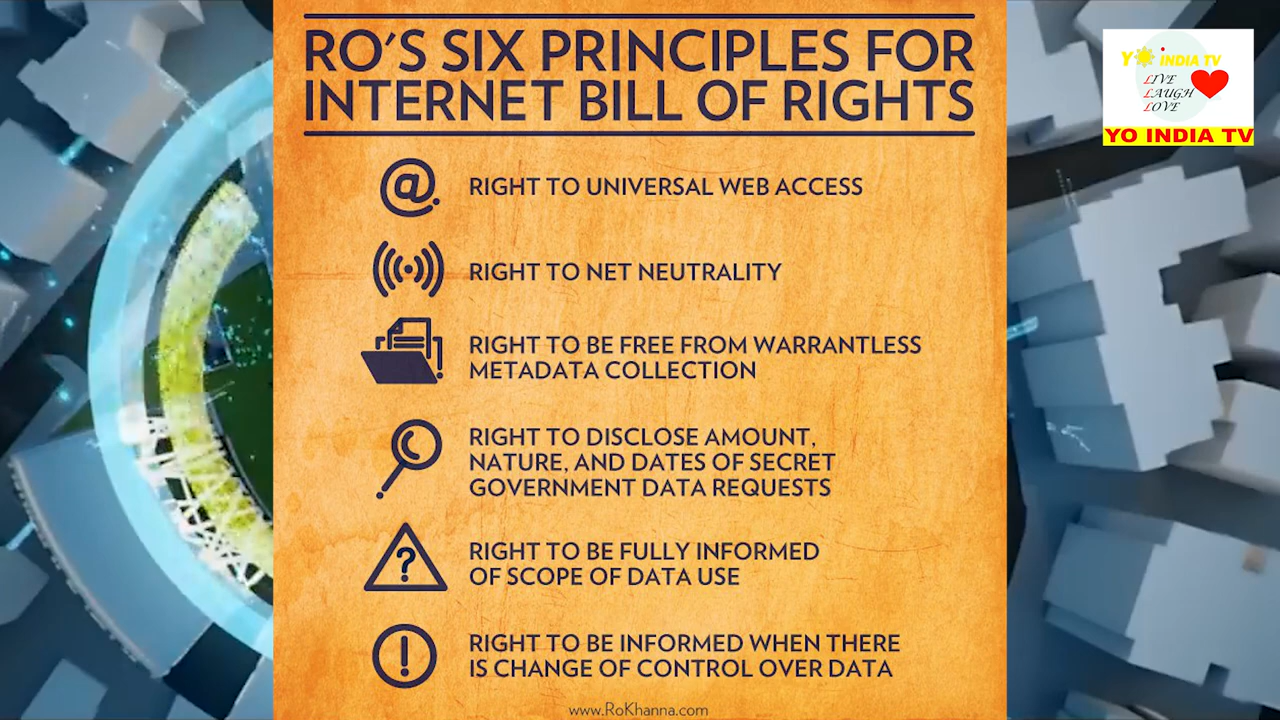 RO'S SIX PRINCIPLES FOR
INTERNET BILL OF RIGHTS
@
RIGHT TO UNIVERSAL WEB ACCESS
RIGHT TO NET NEUTRALITY
RIGHT TO BE FREE FROM WARRANTLESS
METADATA COLLECTION
RIGHT TO DISCLOSE AMOUNT,
NATURE, AND DATES OF SECRET
GOVERNMENT DATA REQUESTS
?
RIGHT TO BE FULLY INFORMED
OF SCOPE OF DATA USE
!
RIGHT TO BE INFORMED WHEN THERE
IS CHANGE OF CONTROL OVER DATA
www.RoKhanna.com
YO INDIA TV
LIVE
LAUGH
LOVE
YO INDIA TV